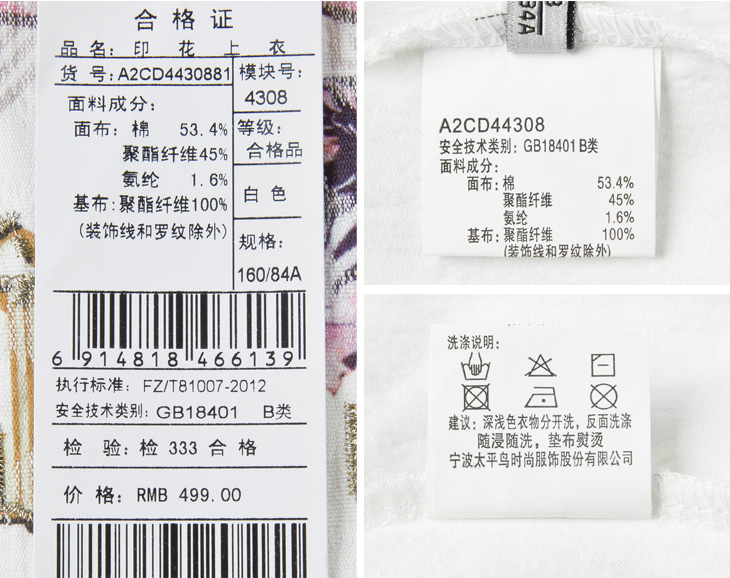 合格证
品名:印花上衣
货号:A2CD4430881
模块号:
4308
面料成分:
面布:棉 53.4%
聚酯纤维45%
氨纶 1.6%
基布:聚酯纤维100%
(装饰线和罗纹除外)
等级:
合格品
白色
规格:
160/84A
6 914818 466139
执行标准: FZ/T81007-2012
安全技术类别:GB18401 B类
检 验:检 333 合格
价 格:RMB 499.00
84A
A2CD44308
安全技术类别:GB18401 B类
面料成分:
面布:棉 53.4%
聚酯纤维 45%
氨纶 1.6%
基布:聚酯纤维 100%
(装饰线和罗纹除外)
洗涤说明:
建议:深浅色衣物分开洗,反面洗涤
随浸随洗,垫布熨烫
宁波太平鸟时尚服饰股份有限公司